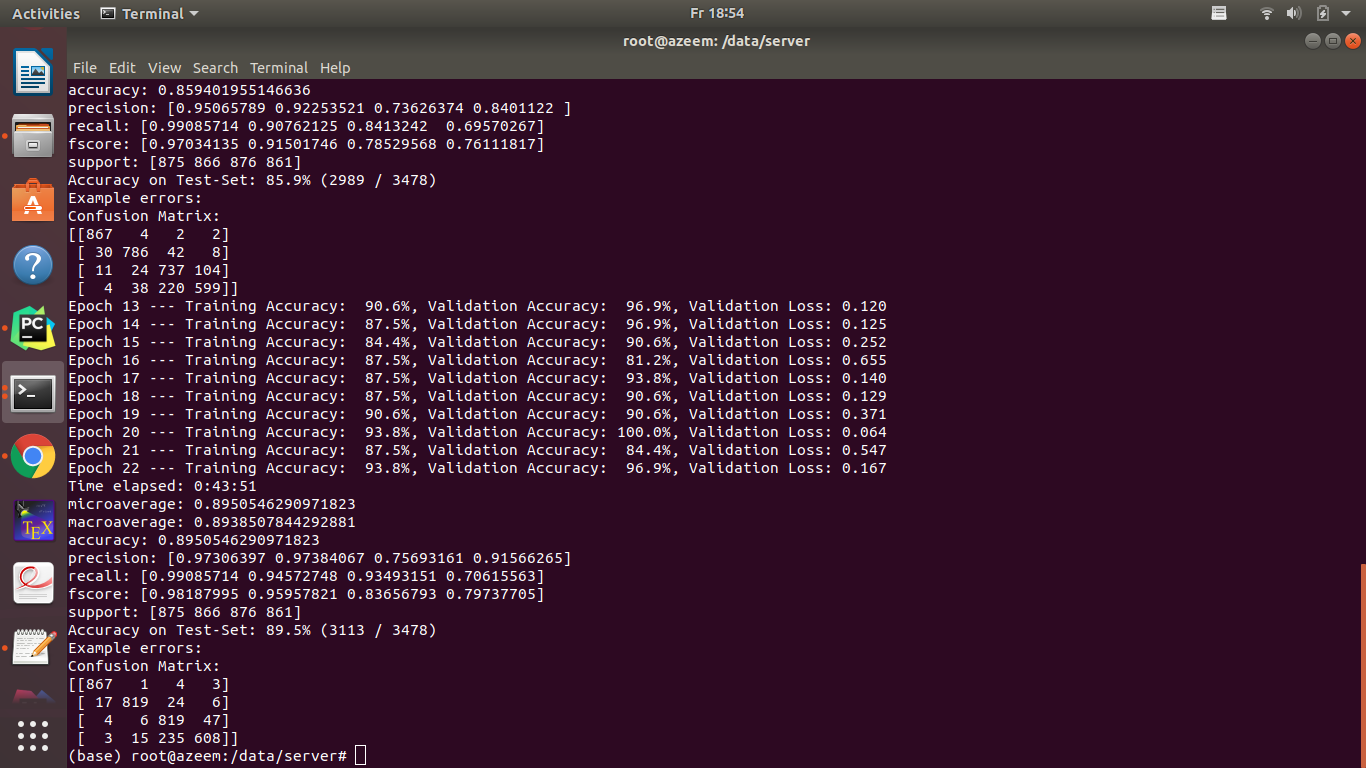 Activities Terminal Fr 18:54
root@azeem: /data/server
File Edit View Search Terminal Help
accuracy: 0.859401955146636
precision: [0.95065789 0.92253521 0.73626374 0.8401122 ]
recall: [0.99085714 0.90762125 0.8413242  0.69570267]
fscore: [0.97034135 0.91501746 0.78529568 0.76111817]
support: [875 866 876 861]
Accuracy on Test-Set: 85.9% (2989 / 3478)
Example errors:
Confusion Matrix:
[[867   4   2   2]
 [ 30 786  42   8]
 [ 11  24 737 104]
 [  4  38 220 599]]
Epoch 13 --- Training Accuracy:  90.6%, Validation Accuracy:  96.9%, Validation Loss: 0.120
Epoch 14 --- Training Accuracy:  87.5%, Validation Accuracy:  96.9%, Validation Loss: 0.125
Epoch 15 --- Training Accuracy:  84.4%, Validation Accuracy:  90.6%, Validation Loss: 0.252
Epoch 16 --- Training Accuracy:  87.5%, Validation Accuracy:  81.2%, Validation Loss: 0.655
Epoch 17 --- Training Accuracy:  87.5%, Validation Accuracy:  93.8%, Validation Loss: 0.140
Epoch 18 --- Training Accuracy:  87.5%, Validation Accuracy:  90.6%, Validation Loss: 0.129
Epoch 19 --- Training Accuracy:  90.6%, Validation Accuracy:  90.6%, Validation Loss: 0.371
Epoch 20 --- Training Accuracy:  93.8%, Validation Accuracy: 100.0%, Validation Loss: 0.064
Epoch 21 --- Training Accuracy:  87.5%, Validation Accuracy:  84.4%, Validation Loss: 0.547
Epoch 22 --- Training Accuracy:  93.8%, Validation Accuracy:  96.9%, Validation Loss: 0.167
Time elapsed: 0:43:51
microaverage: 0.8950546290971823
macroaverage: 0.8938507844292881
accuracy: 0.8950546290971823
precision: [0.97306397 0.97384067 0.75693161 0.91566265]
recall: [0.99085714 0.94572748 0.93493151 0.70615563]
fscore: [0.98187995 0.95957821 0.83656793 0.79737705]
support: [875 866 876 861]
Accuracy on Test-Set: 89.5% (3113 / 3478)
Example errors:
Confusion Matrix:
[[867   1   4   3]
 [ 17 819  24   6]
 [  4   6 819  47]
 [  3  15 235 608]]
(base) root@azeem:/data/server#
A
?
PC
>_
TEX